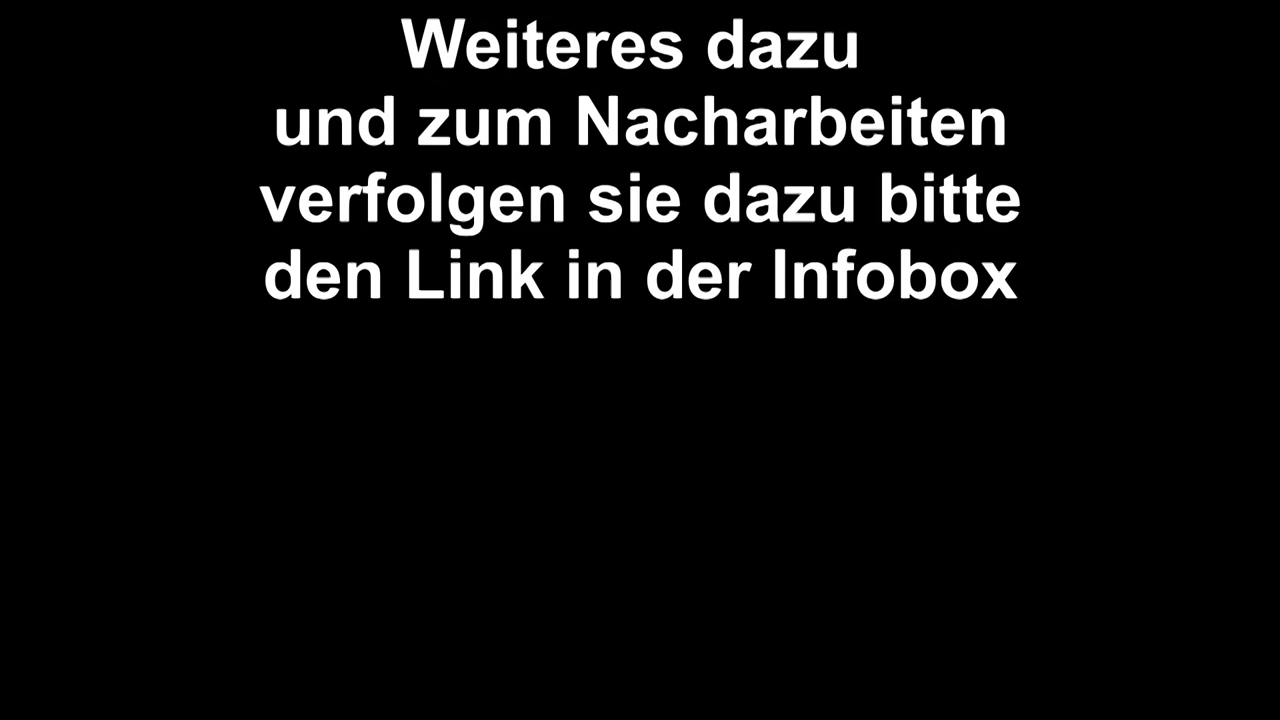 Weiteres dazu
und zum Nacharbeiten
verfolgen sie dazu bitte
den Link in der Infobox